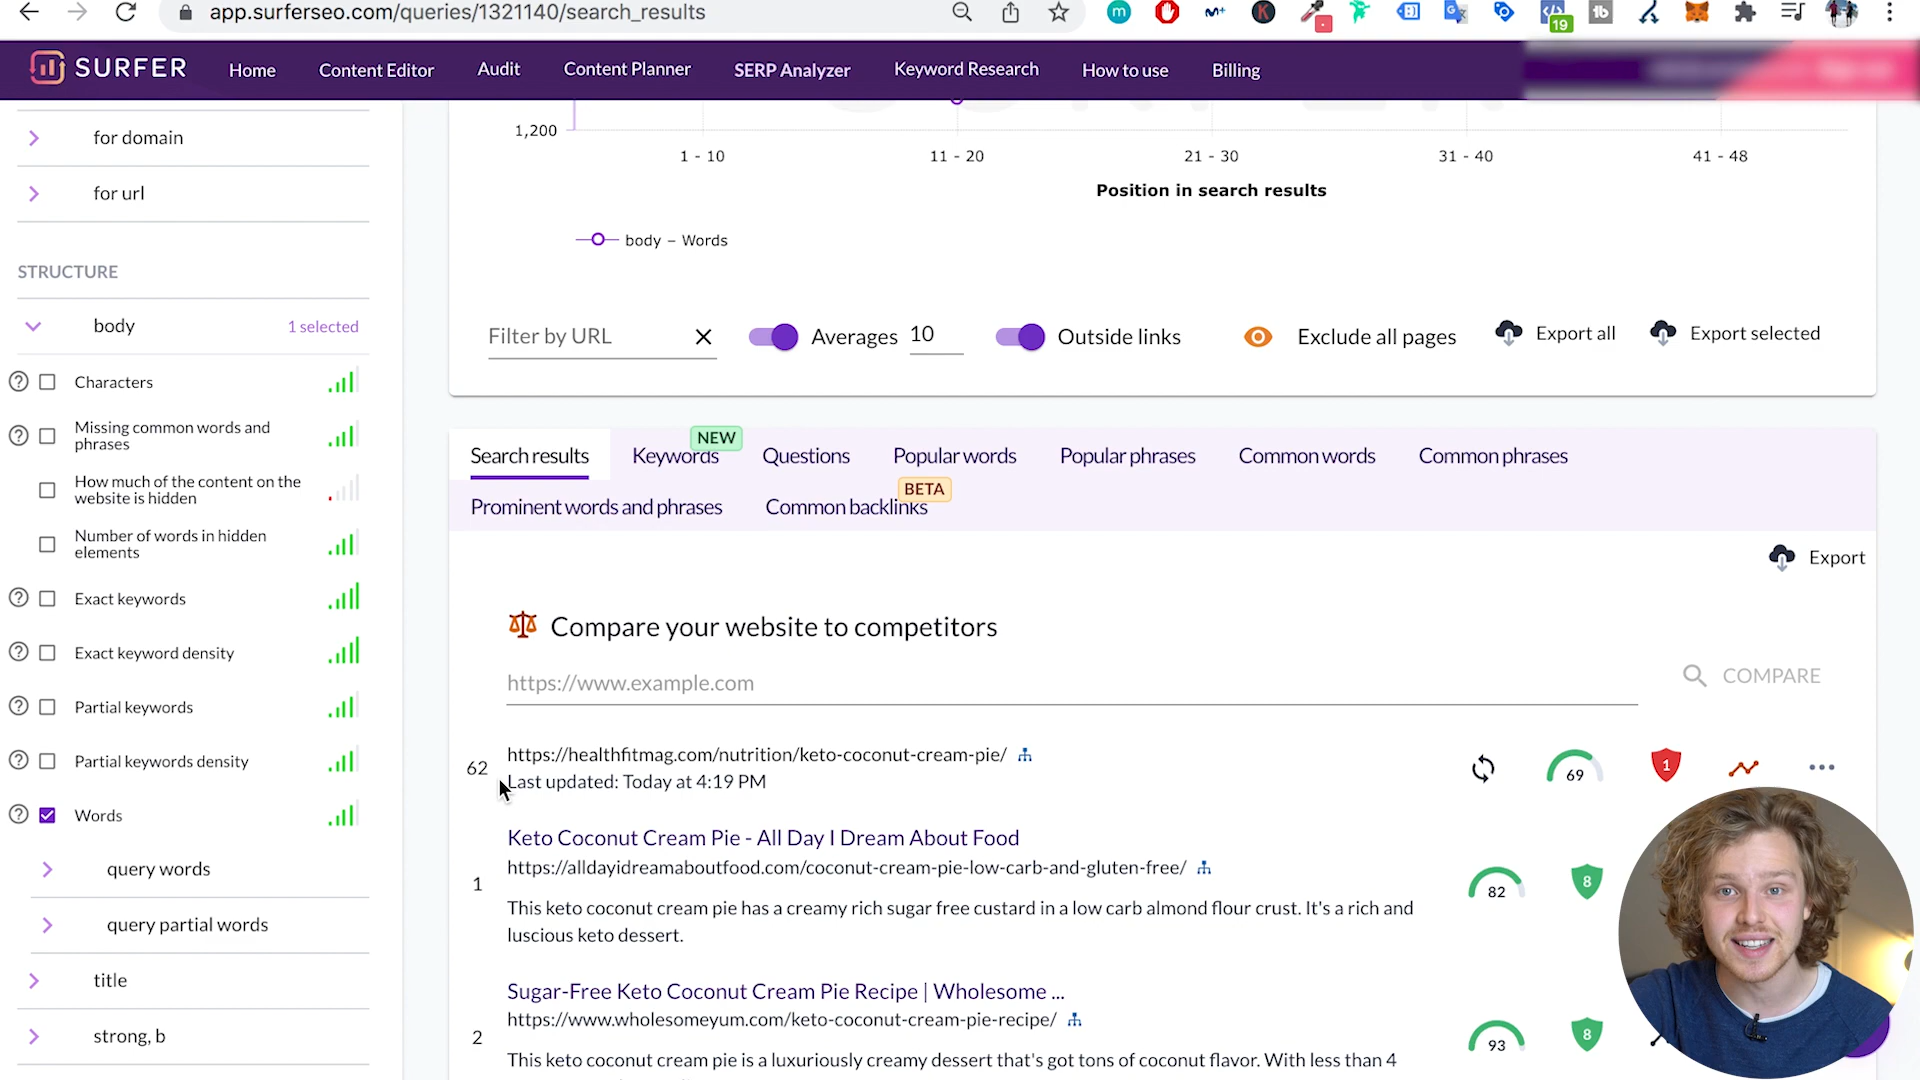 app.surferseo.com/queries/1321140/search_results
19
SURFER
Home
Content Editor
Audit
Content Planner
SERP Analyzer
Keyword Research
How to use
Billing
for domain
for url
STRUCTURE
body
1 selected
Characters
Missing common words and
phrases
How much of the content on the
website is hidden
Number of words in hidden
elements
Exact keywords
Exact keyword density
Partial keywords
Partial keywords density
Words
query words
query partial words
title
strong, b
1,200
1 - 10
11 - 20
21 - 30
31 - 40
41 - 48
Position in search results
body – Words
Filter by URL
Averages 10
Outside links
Exclude all pages
Export all
Export selected
Search results
Keywords
NEW
Questions
Popular words
Popular phrases
Common words
Common phrases
Prominent words and phrases
Common backlinks
BETA
Export
Compare your website to competitors
https://www.example.com
COMPARE
62
https://healthfitmag.com/nutrition/keto-coconut-cream-pie/
Last updated: Today at 4:19 PM
69
1
Keto Coconut Cream Pie - All Day I Dream About Food
1
https://alldayidreamaboutfood.com/coconut-cream-pie-low-carb-and-gluten-free/
82
8
This keto coconut cream pie has a creamy rich sugar free custard in a low carb almond flour crust. It's a rich and
luscious keto dessert.
Sugar-Free Keto Coconut Cream Pie Recipe | Wholesome ...
2
https://www.wholesomeyum.com/keto-coconut-cream-pie-recipe/
93
8
This keto coconut cream pie is a luxuriously creamy dessert that's got tons of coconut flavor. With less than 4